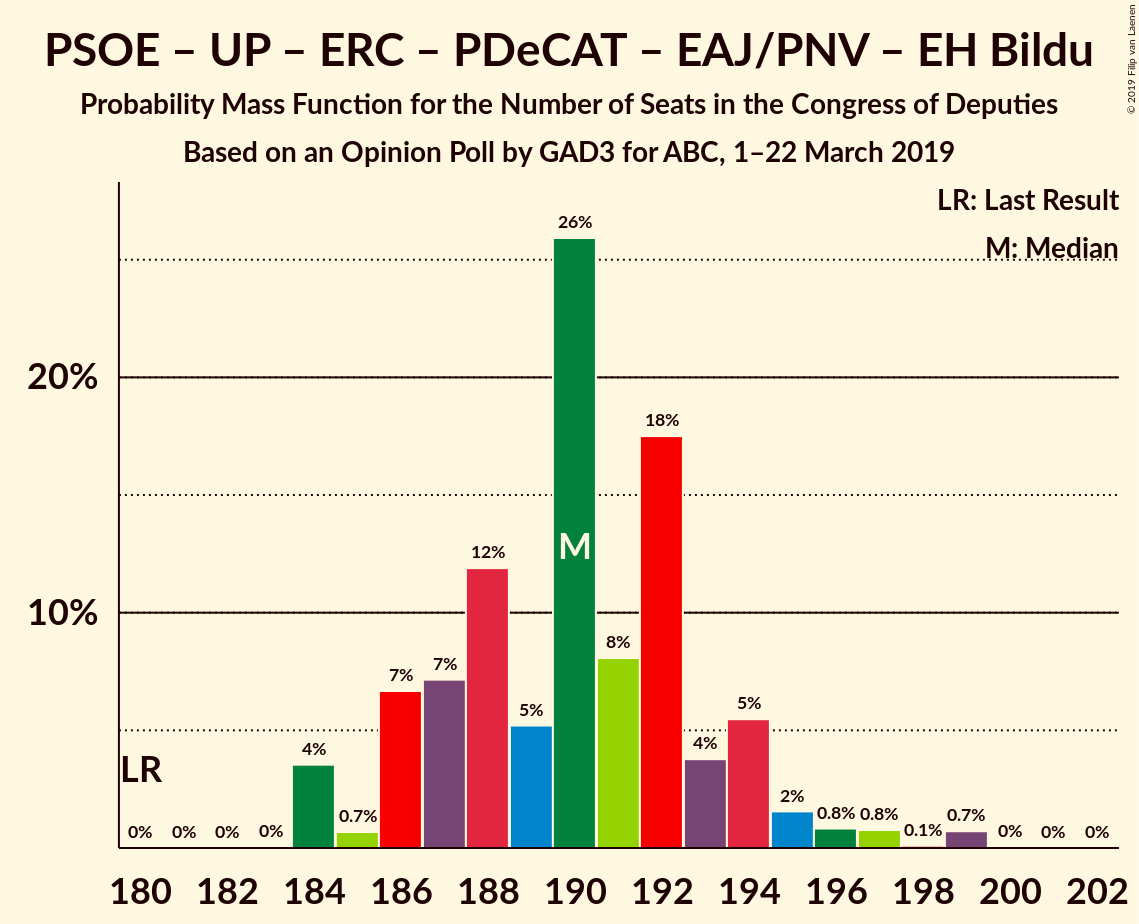 PSOE – UP – ERC – PDeCAT – EAJ/PNV – EH Bildu
Probability Mass Function for the Number of Seats in the Congress of Deputies
Based on an Opinion Poll by GAD3 for ABC, 1–22 March 2019
© 2019 Filip van Laenen
LR: Last Result
M: Median
20%
10%
LR
M
0%
0%
0%
0%
4%
0.7%
7%
7%
12%
5%
26%
8%
18%
4%
5%
2%
0.8%
0.8%
0.1%
0.7%
0%
0%
0%
180 182 184 186 188 190 192 194 196 198 200 202